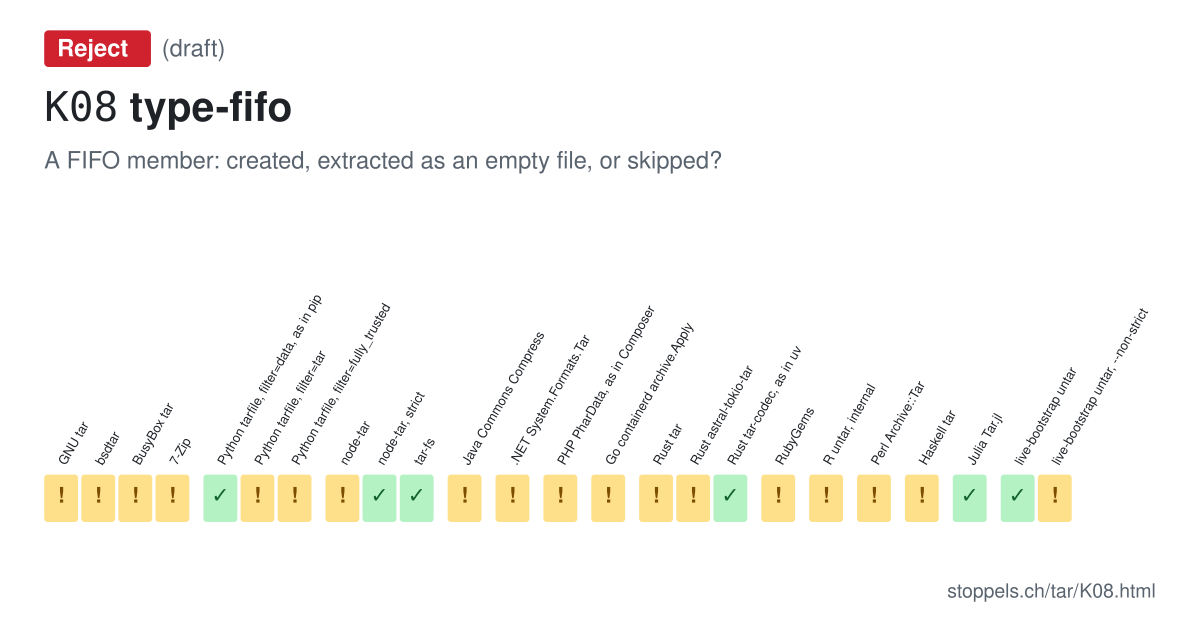 Reject (draft)
K08 type-fifo
A FIFO member: created, extracted as an empty file, or skipped?
GNU tar
bsdtar
BusyBox tar
7-Zip
Python tarfile, filter=data, as in pip
Python tarfile, filter=tar
Python tarfile, filter=fully_trusted
node-tar
node-tar, strict
tar-fs
Java Commons Compress
.NET System.Formats.Tar
PHP PharData, as in Composer
Go containerd archive.Apply
Rust tar
Rust astral-tokio-tar
Rust tar-codec, as in uv
RubyGems
R untar, internal
Perl Archive::Tar
Haskell tar
Julia Tar.jl
live-bootstrap untar
live-bootstrap untar, --non-strict
! ! ! ! ✓ ! ! ! ✓ ✓ ! ! ! ! ! ! ✓ ! ! ! ! ✓ ✓ !
stoppels.ch/tar/K08.html